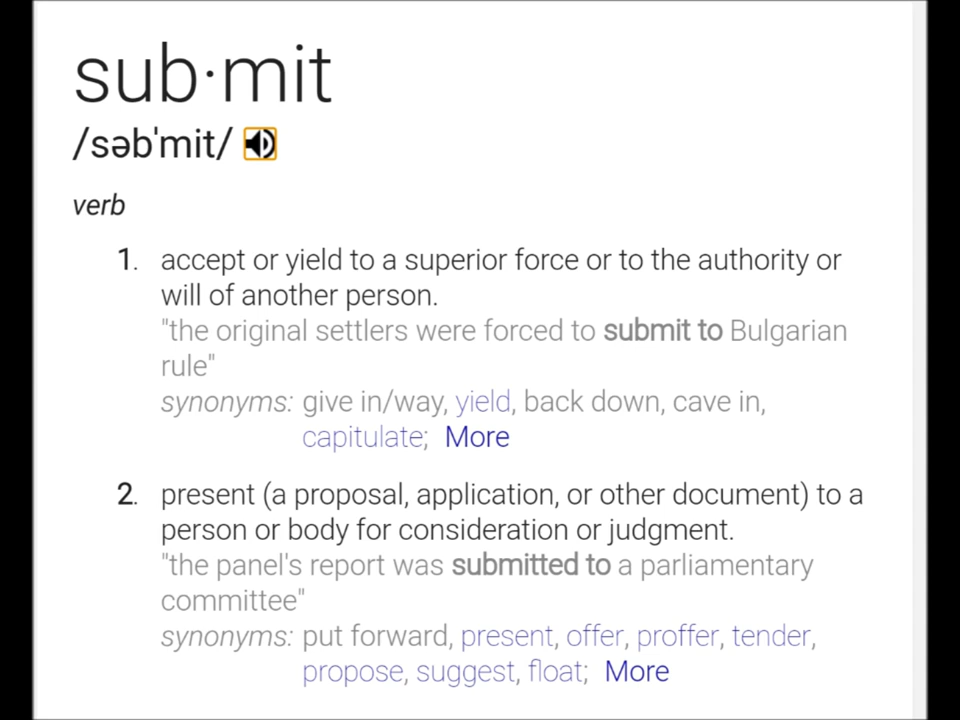 sub·mit
/səb'mit/
verb
1. accept or yield to a superior force or to the authority or
will of another person.
"the original settlers were forced to submit to Bulgarian
rule"
synonyms: give in/way, yield, back down, cave in,
capitulate; More
2. present (a proposal, application, or other document) to a
person or body for consideration or judgment.
"the panel's report was submitted to a parliamentary
committee"
synonyms: put forward, present, offer, proffer, tender,
propose, suggest, float; More